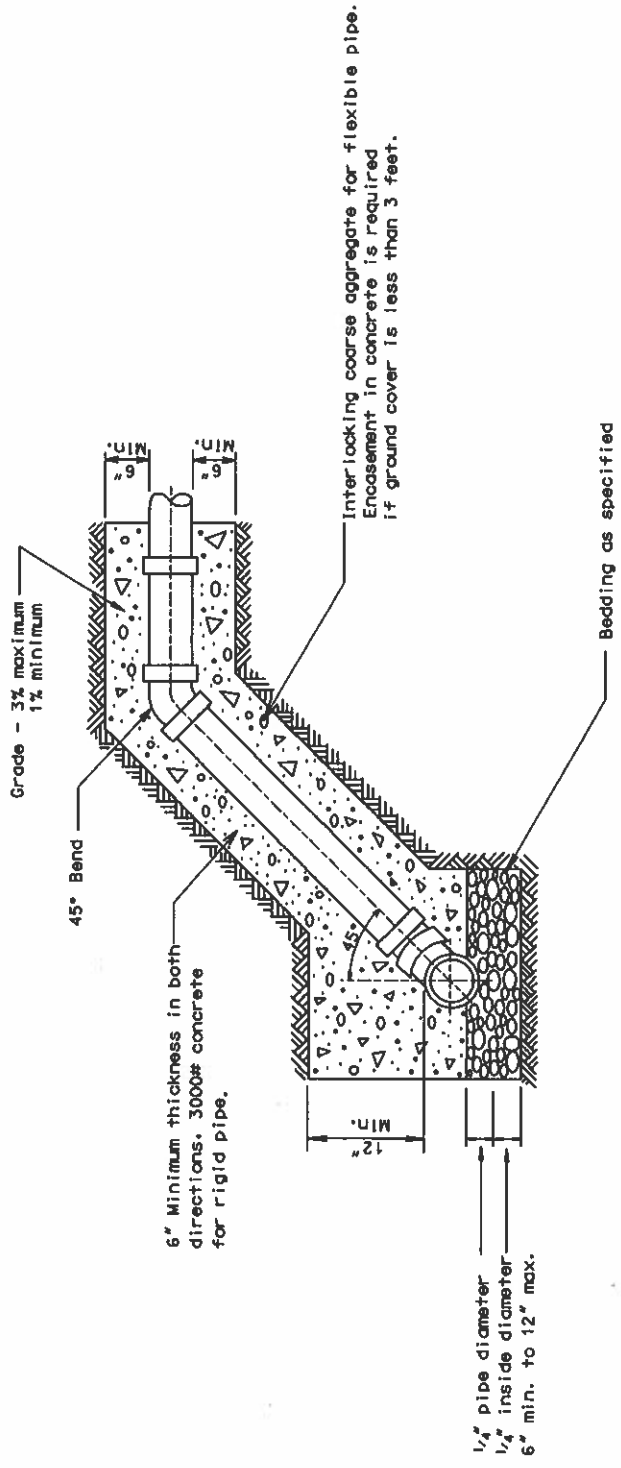 Grade - 3% maximum
1% minimum
45° Bend
6" Minimum thickness in both
directions. 3000# concrete
for rigid pipe.
6"
MIN.
6"
MIN.
45°
12"
MIN.
Interlocking coarse aggregate for flexible pipe.
Encasement in concrete is required
if ground cover is less than 3 feet.
1/4" pipe diameter
1/4" inside diameter
6" min. to 12" max.
Bedding as specified